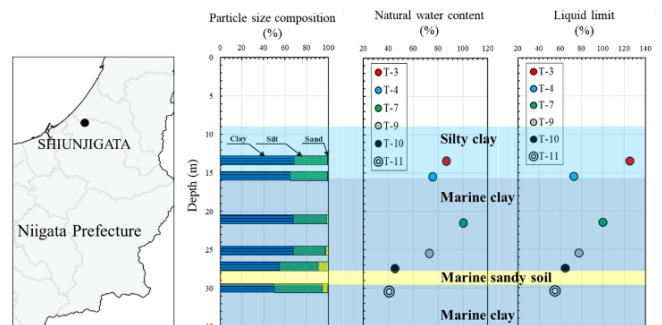 Particle size composition
(%)
Natural water content
(%)
Liquid limit
(%)
0 20 40 60 80 100
20 40 60 80 100 120
20 40 60 80 100 120 140
SHIUNJIGATA
Niigata Prefecture
Depth (m)
0
5
10
15
20
25
30
Clay Silt Sand
T-3
T-4
T-7
T-9
T-10
T-11
T-3
T-4
T-7
T-9
T-10
T-11
Silty clay
Marine clay
Marine sandy soil
Marine clay